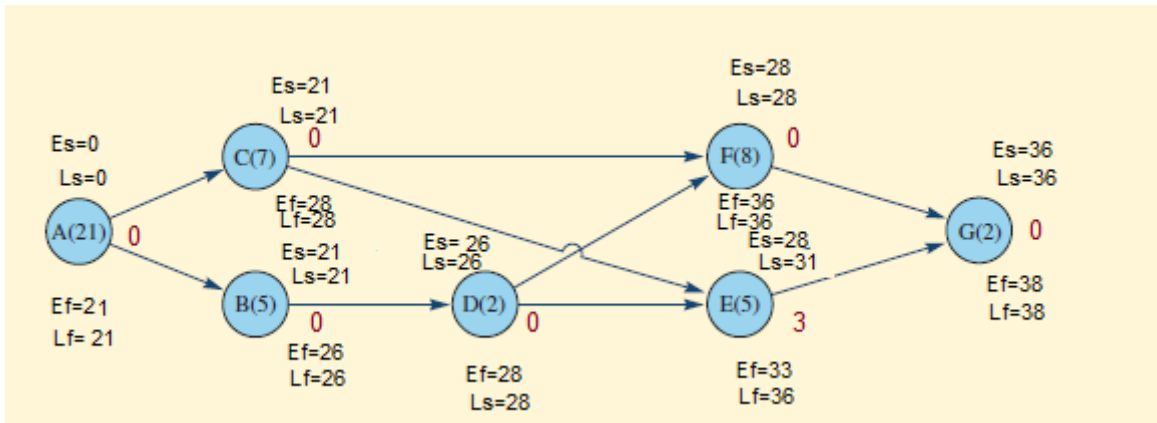 Es=28
Ls=28
Es=21
Ls=21
0
0
Es=0
Es=36
C(7)
F(8)
Ls=0
Ls=36
Ef=28
Ef=36
Lf=28
Lf=36
A(21)
0
G(2)
0
Es=21
Es= 26
Es=28
Ls=21
Ls=26
Ls=31
Ef=21
B(5)
D(2)
E(5)
Ef=38
Lf= 21
0
0
3
Lf=38
Ef=26
Lf=26
Ef=28
Ls=28
Ef=33
Lf=36